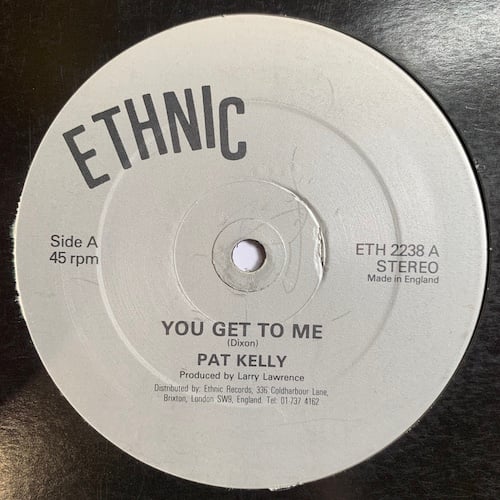 ETHNIC
Side A
45 rpm
ETH 2238 A
STEREO
Made in England
YOU GET TO ME
(Dixon)
PAT KELLY
Produced by Larry Lawrence
Distributed by: Ethnic Records, 336 Coldharbour Lane,
Brixton, London SW9, England. Tel: 01 737 4162